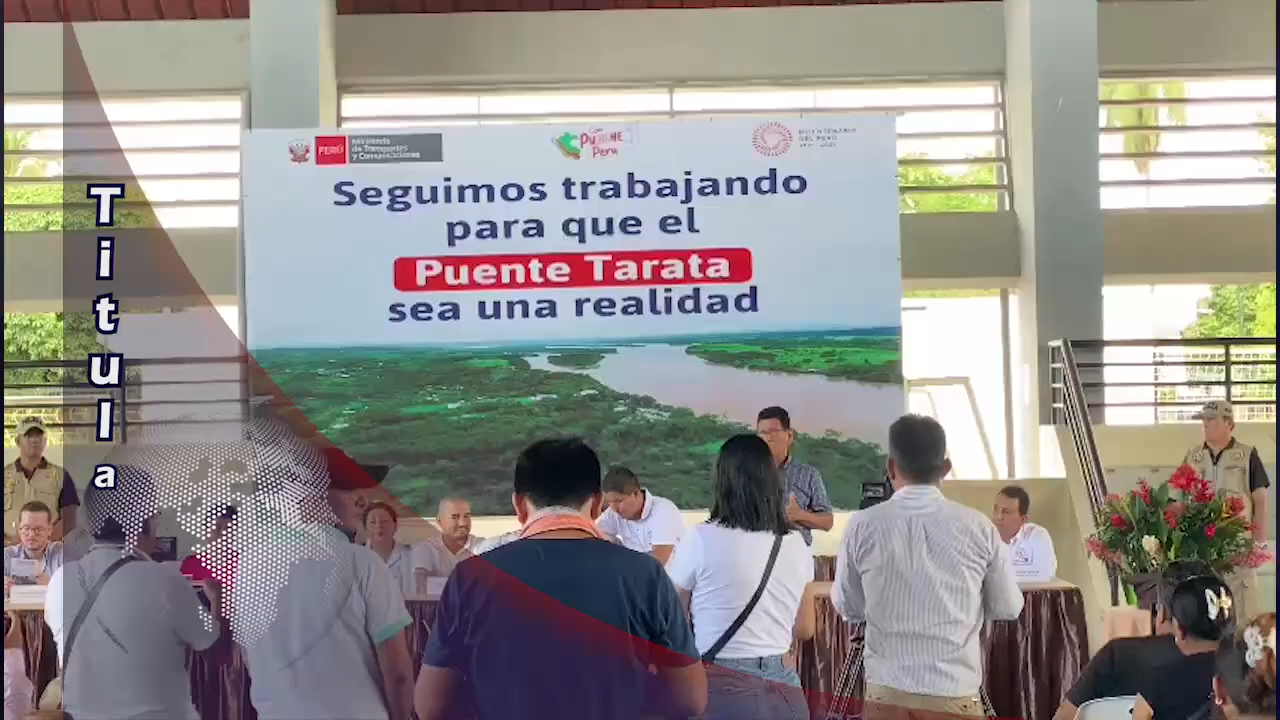 Titula
PERÚ
Ministerio
de Transportes
y Comunicaciones
Con
PUNCHE
Perú
BICENTENARIO
DEL PERÚ
Seguimos trabajando
para que el
Puente Tarata
sea una realidad